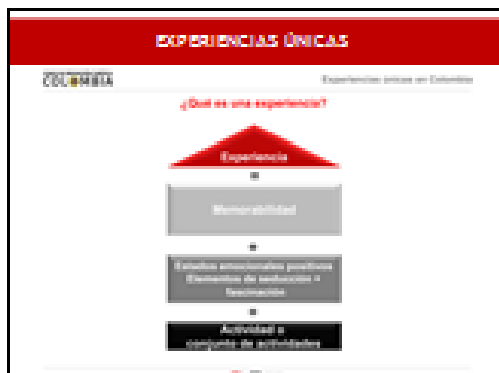 EXPERIENCIAS ÚNICAS
COLOMBIA
Experiencias únicas en Colombia
¿Qué es una experiencia?
Experiencia
Memorabilidad
Estados emocionales positivos
Elementos de seducción +
fascinación
Actividad o
conjunto de actividades